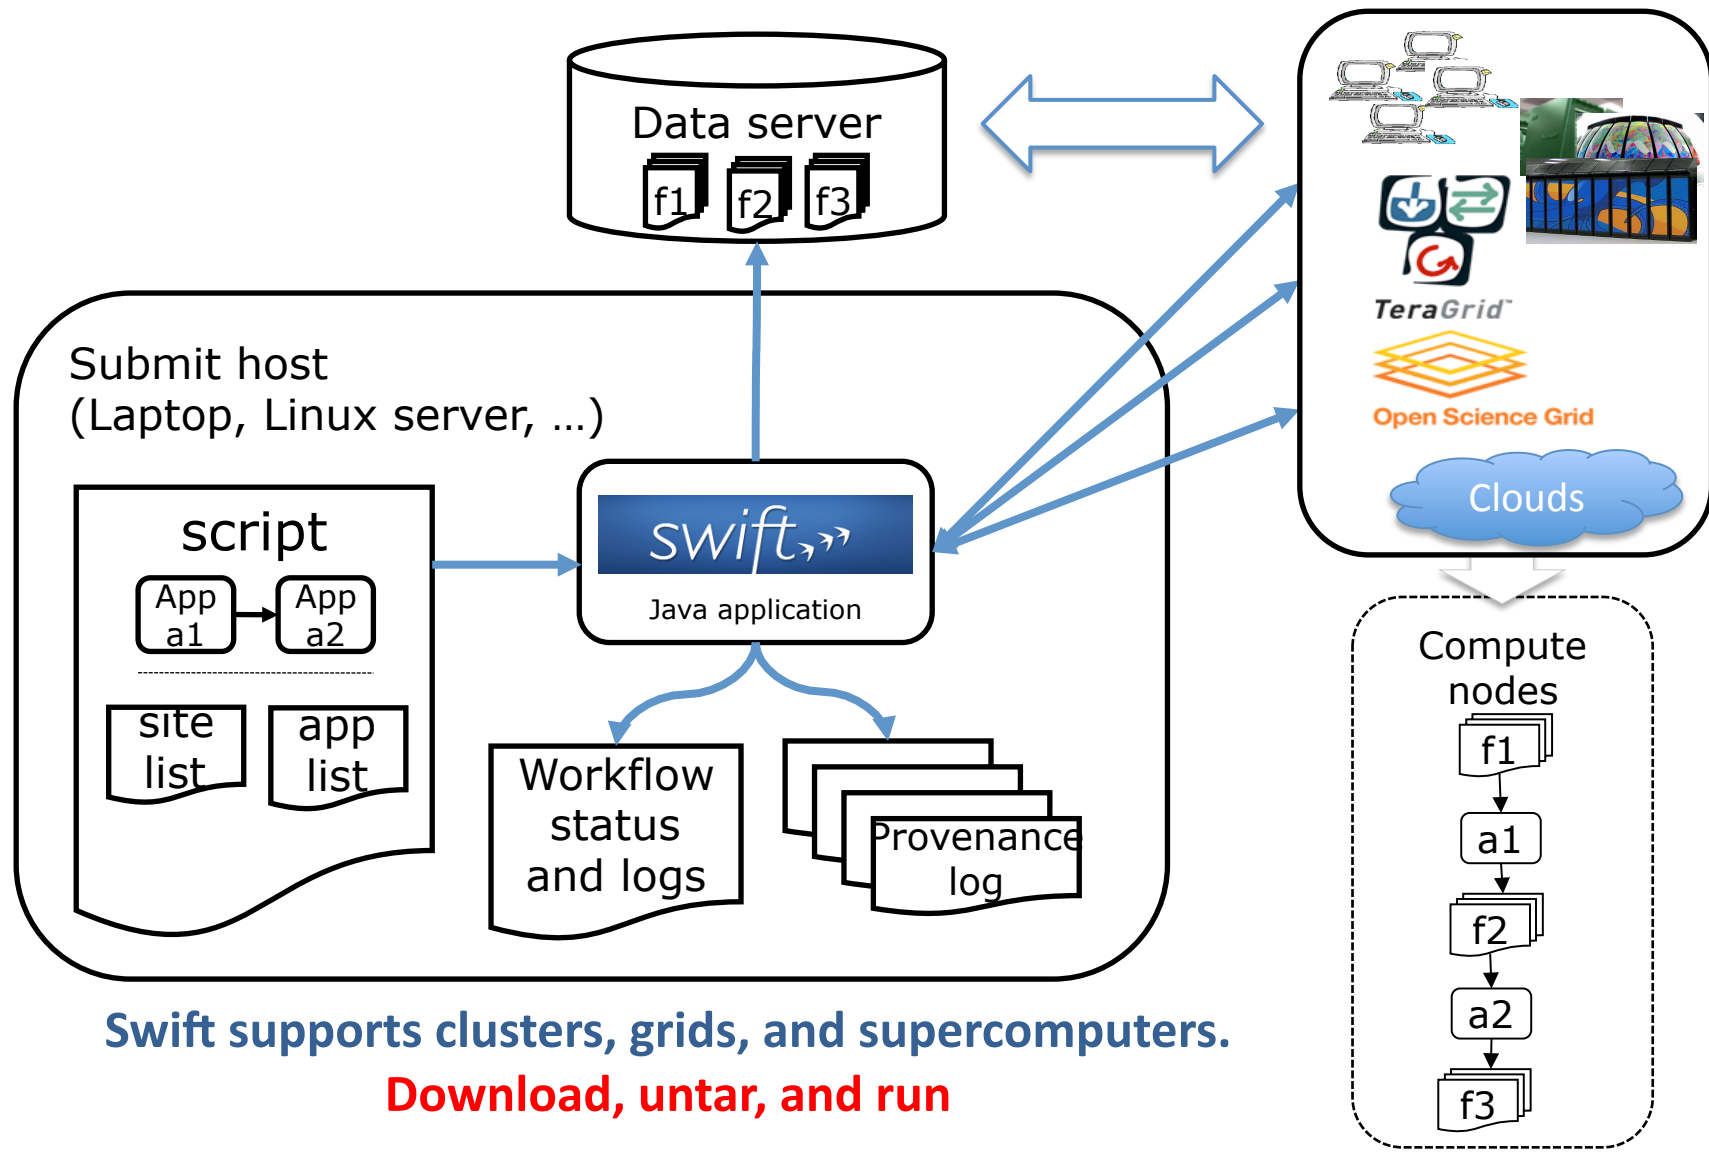 Data server
f1
f2
f3
TeraGrid™
Open Science Grid
Clouds
Submit host
(Laptop, Linux server, ...)
script
App
a1
App
a2
site
list
app
list
swift
Java application
Workflow
status
and logs
Provenance
log
Compute
nodes
f1
a1
f2
a2
f3
Swift supports clusters, grids, and supercomputers.
Download, untar, and run